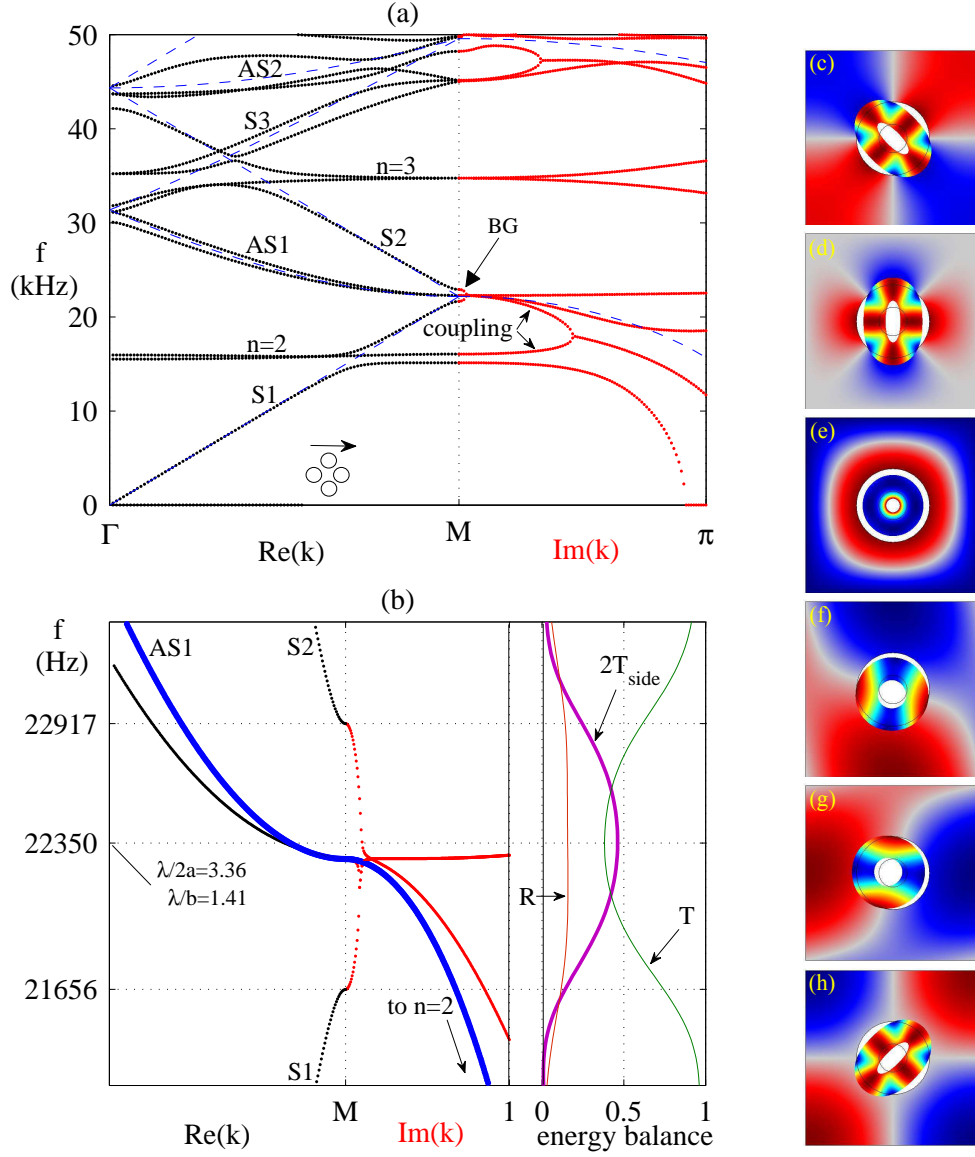 (a)
50
40
30
20
10
0
f
(kHz)
AS2
S3
n=3
AS1
S2
BG
n=2
coupling
S1
Γ
Re(k)
M
Im(k)
π
(b)
f
(Hz)
22917
22350
21656
AS1
S2
λ/2a=3.36
λ/b=1.41
to n=2
S1
M
1
Re(k)
Im(k)
2T_side
R
T
0
0.5
1
energy balance
(c)
(d)
(e)
(f)
(g)
(h)